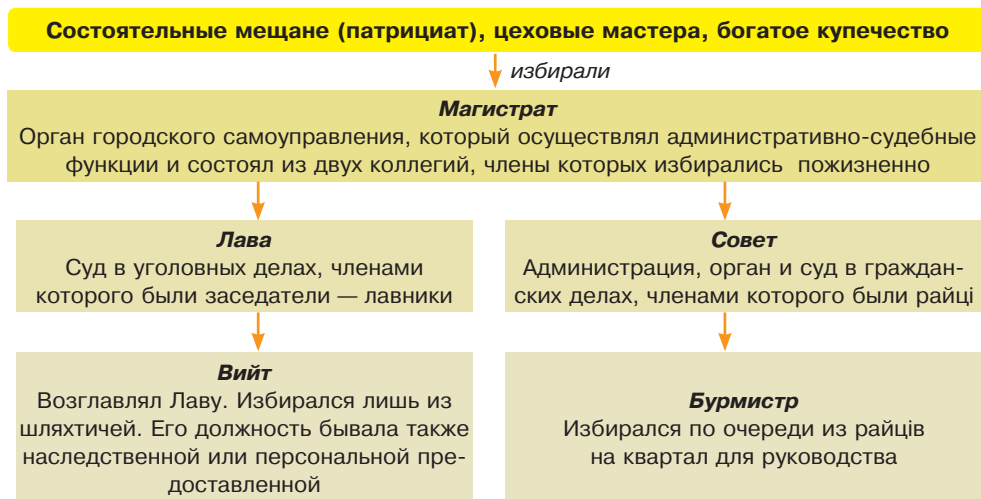 Состоятельные мещане (патрициат), цеховые мастера, богатое купечество
избирали
Магистрат
Орган городского самоуправления, который осуществлял административно-судебные
функции и состоял из двух коллегий, члены которых избирались пожизненно
Лава
Суд в уголовных делах, членами
которого были заседатели — лавники
Совет
Администрация, орган и суд в граждан-
ских делах, членами которого были райці
Вийт
Возглавлял Лаву. Избирался лишь из
шляхтичей. Его должность бывала также
наследственной или персональной пре-
доставленной
Бурмистр
Избирался по очереди из райців
на квартал для руководства